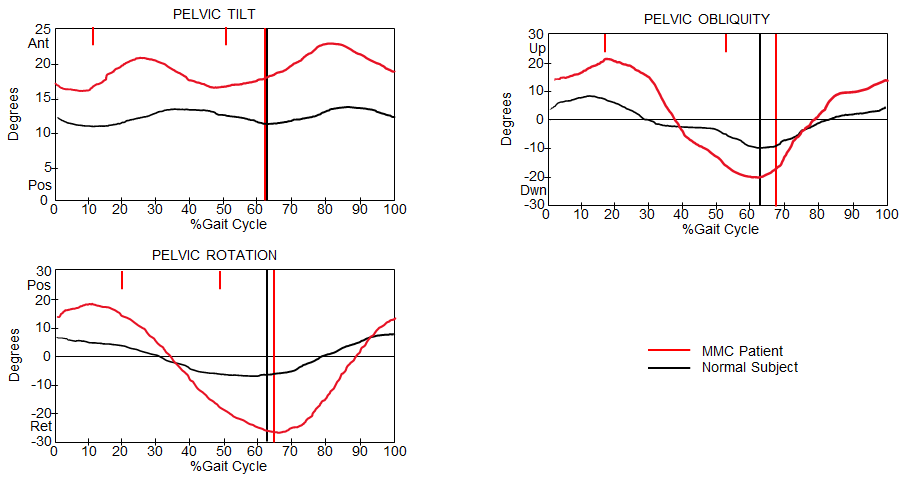 PELVIC TILT
25
Ant
20
15
10
5
Pos
0
Degrees
0 10 20 30 40 50 60 70 80 90 100
%Gait Cycle
PELVIC OBLIQUITY
30
Up
20
10
0
-10
-20
Dwn
-30
Degrees
0 10 20 30 40 50 60 70 80 90 100
%Gait Cycle
PELVIC ROTATION
30
Pos
20
10
0
-10
-20
Ret
-30
Degrees
0 10 20 30 40 50 60 70 80 90 100
%Gait Cycle
MMC Patient
Normal Subject